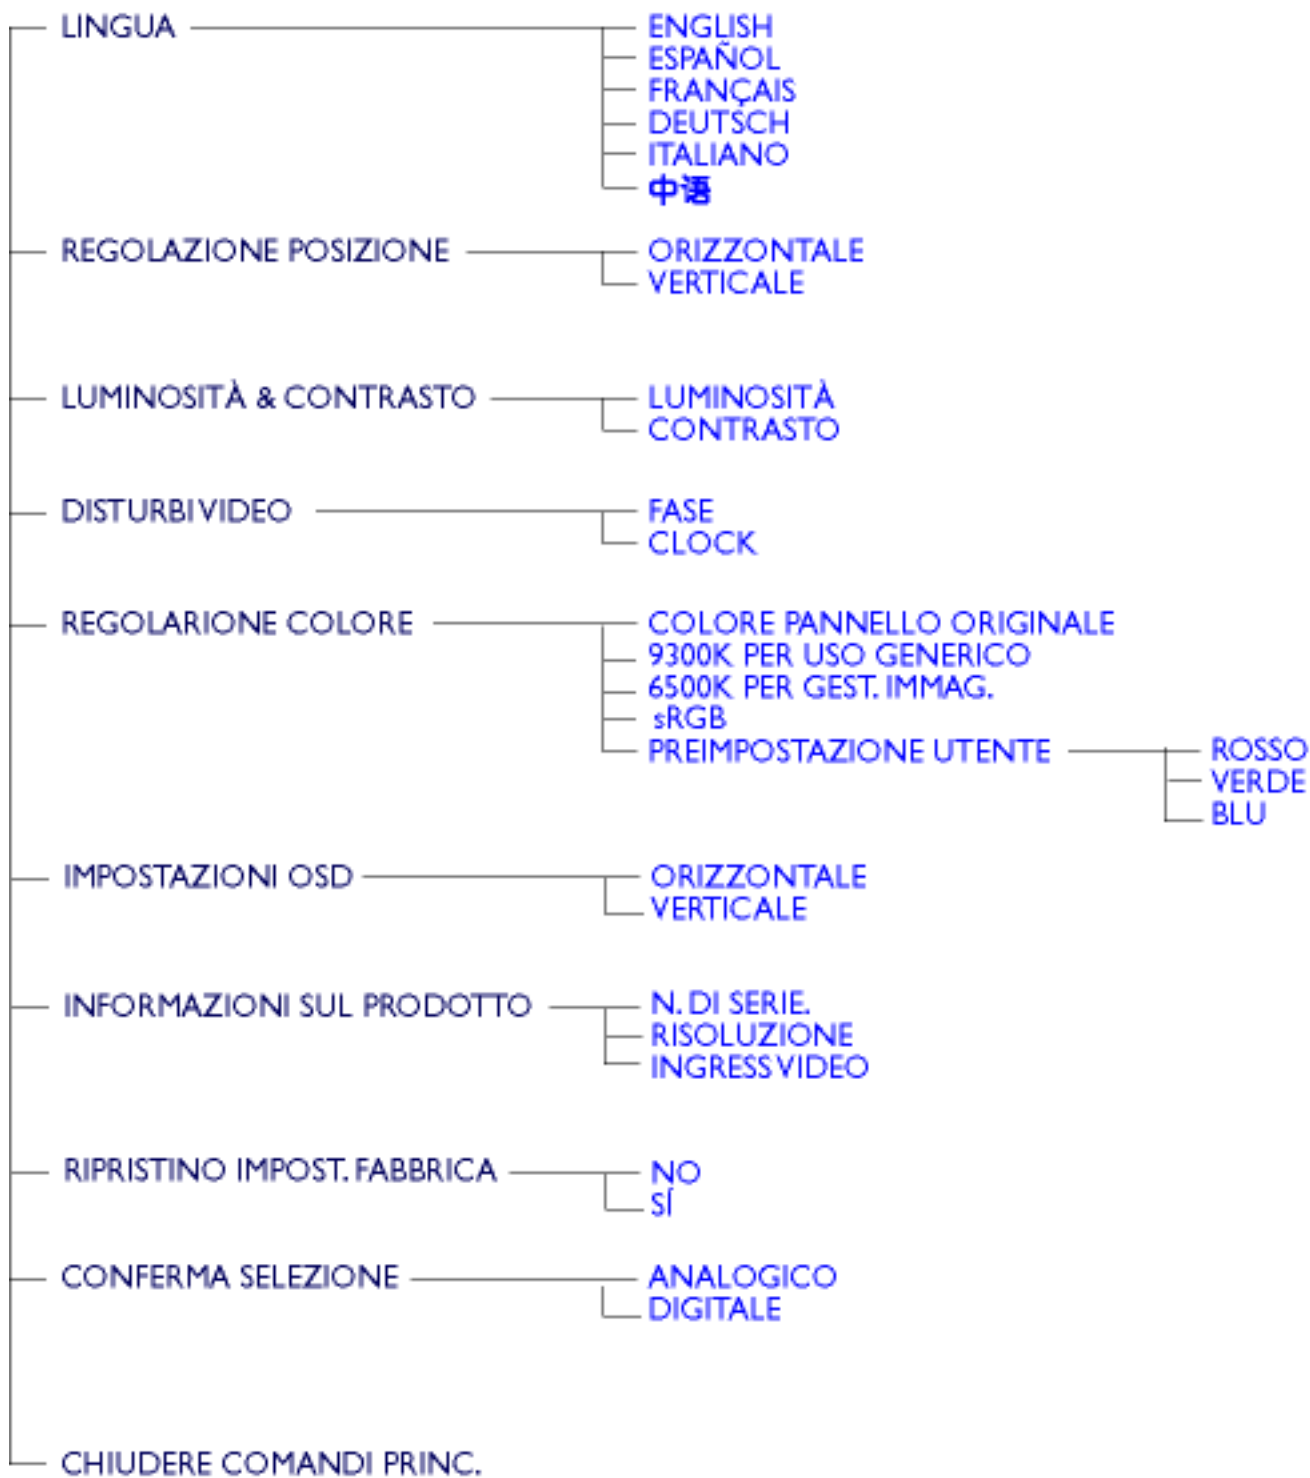 LINGUA
ENGLISH
ESPAÑOL
FRANÇAIS
DEUTSCH
ITALIANO
中语
REGOLAZIONE POSIZIONE
ORIZZONTALE
VERTICALE
LUMINOSITÀ & CONTRASTO
LUMINOSITÀ
CONTRASTO
DISTURBI VIDEO
FASE
CLOCK
REGOLARIONE COLORE
COLORE PANNELLO ORIGINALE
9300K PER USO GENERICO
6500K PER GEST. IMMAG.
sRGB
PREIMPOSTAZIONE UTENTE
ROSSO
VERDE
BLU
IMPOSTAZIONI OSD
ORIZZONTALE
VERTICALE
INFORMAZIONI SUL PRODOTTO
N. DI SERIE.
RISOLUZIONE
INGRESS VIDEO
RIPRISTINO IMPOST. FABBRICA
NO
SÍ
CONFERMA SELEZIONE
ANALOGICO
DIGITALE
CHIUDERE COMANDI PRINC.